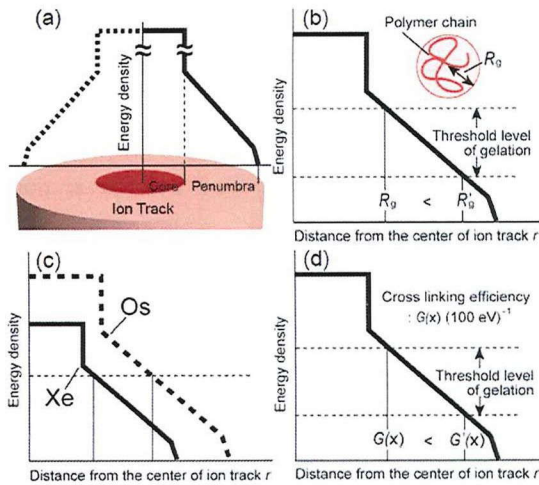 (a)
Energy density
Core
Penumbra
Ion Track
(b)
Polymer chain
Rg
Threshold level
of gelation
Rg < R'g
Energy density
Distance from the center of ion track r
(c)
Os
Xe
Energy density
Distance from the center of ion track r
(d)
Cross linking efficiency
: G(x) (100 eV)⁻¹
Threshold level
of gelation
G(x) < G'(x)
Energy density
Distance from the center of ion track r